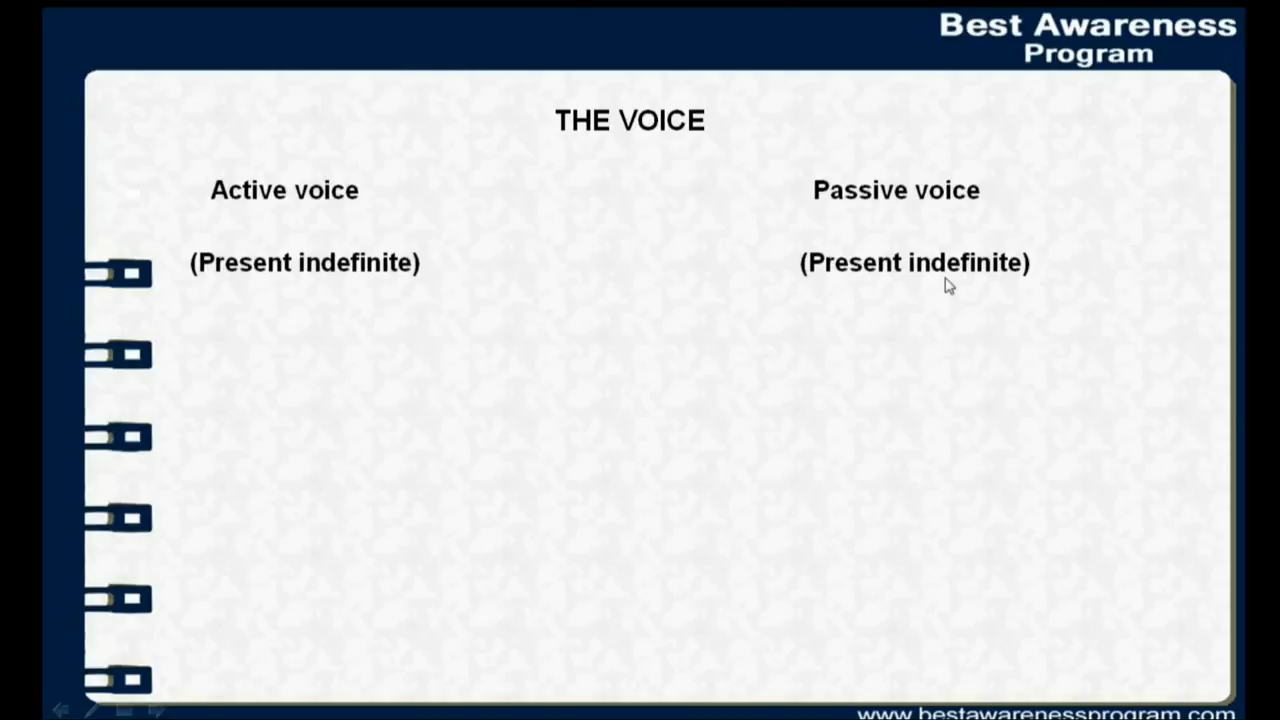 Best Awareness
Program
THE VOICE
Active voice
Passive voice
(Present indefinite)
(Present indefinite)
www.bestawarenessprogram.com